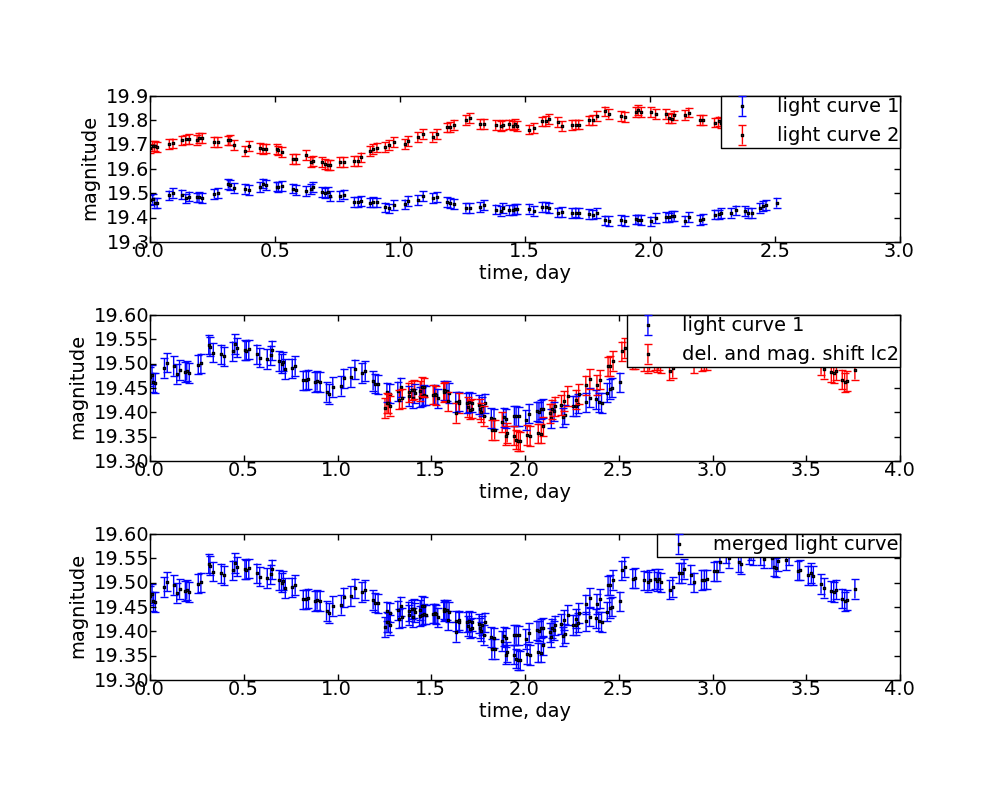 19.9
19.8
19.7
19.6
19.5
19.4
19.3
magnitude
light curve 1
light curve 2
0.0 0.5 1.0 1.5 2.0 2.5 3.0
time, day
19.60
19.55
19.50
19.45
19.40
19.35
19.30
magnitude
light curve 1
del. and mag. shift lc2
0.0 0.5 1.0 1.5 2.0 2.5 3.0 3.5 4.0
time, day
19.60
19.55
19.50
19.45
19.40
19.35
19.30
magnitude
merged light curve
0.0 0.5 1.0 1.5 2.0 2.5 3.0 3.5 4.0
time, day